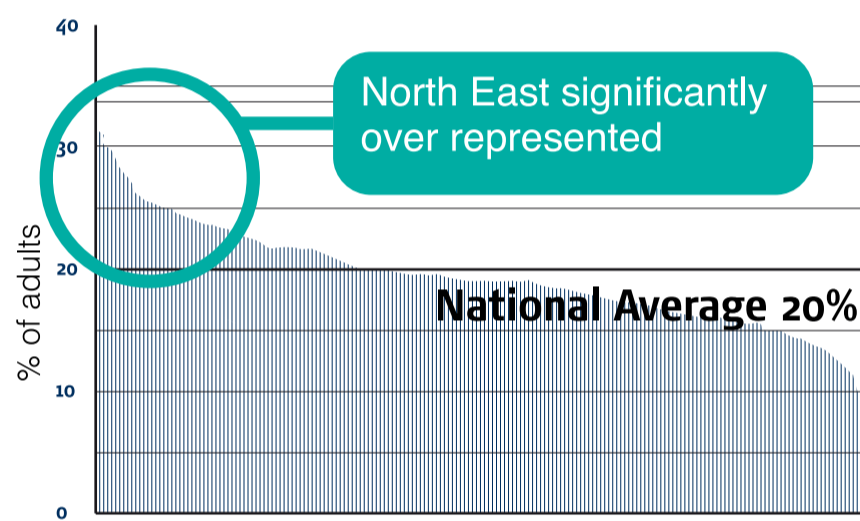 40
North East significantly
over represented
30
% of adults
20
National Average 20%
10
0